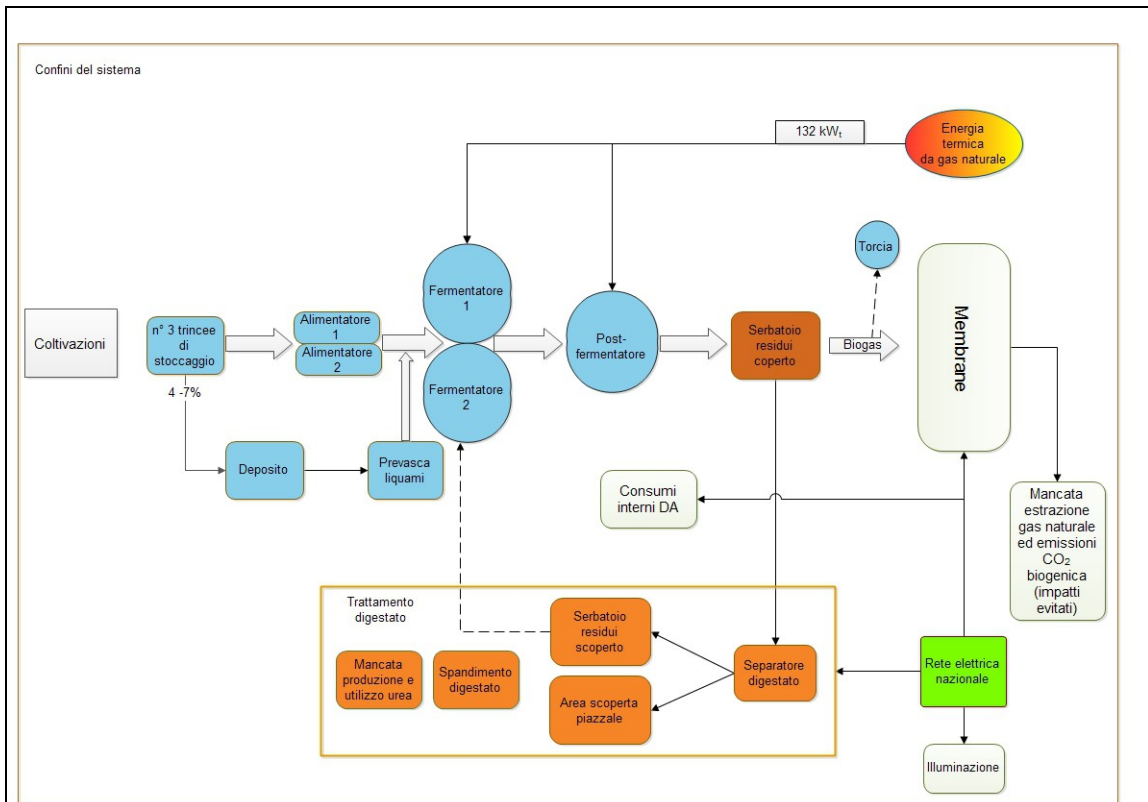 Confini del sistema
132 kWₜ
Energia
termica
da gas naturale
Torcia
Fermentatore
1
Membrane
Coltivazioni
n° 3 trincee
di
stoccaggio
Alimentatore
1
Alimentatore
2
Post-
fermentatore
Serbatoio
residui
coperto
Biogas
Fermentatore
2
4 -7%
Deposito
Prevasca
liquami
Consumi
interni DA
Mancata
estrazione
gas naturale
ed emissioni
CO₂
biogenica
(impatti
evitati)
Trattamento
digestato
Serbatoio
residui
scoperto
Mancata
produzione e
utilizzo urea
Spandimento
digestato
Separatore
digestato
Rete elettrica
nazionale
Area scoperta
piazzale
Illuminazione